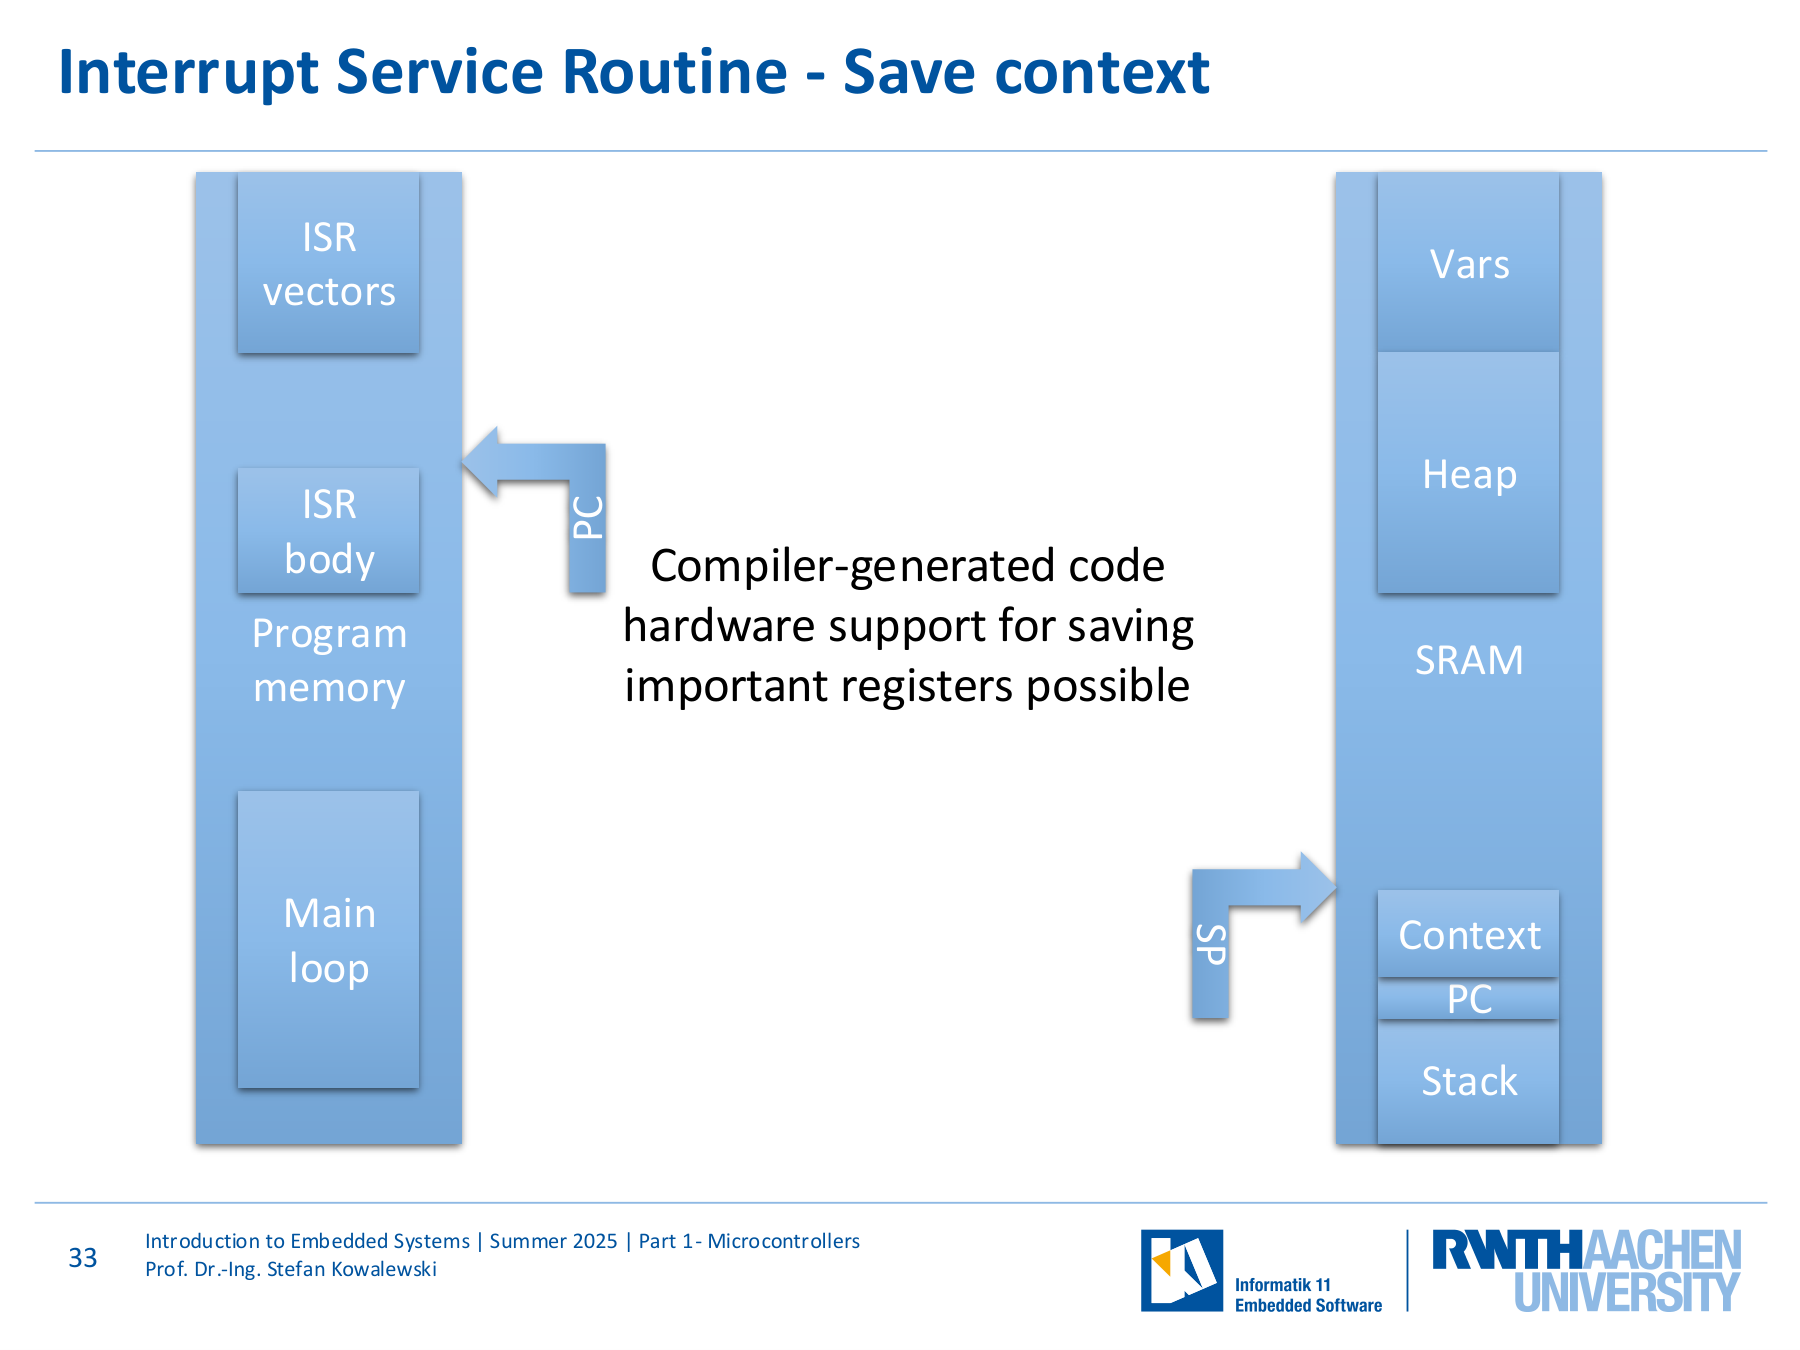 Interrupt Service Routine - Save context
ISR
vectors
ISR
body
Program
memory
Main
loop
PC
Compiler-generated code
hardware support for saving
important registers possible
SP
Vars
Heap
SRAM
Context
PC
Stack
33
Introduction to Embedded Systems | Summer 2025 | Part 1- Microcontrollers
Prof. Dr.-Ing. Stefan Kowalewski
Informatik 11
Embedded Software
RWTHAACHEN
UNIVERSITY